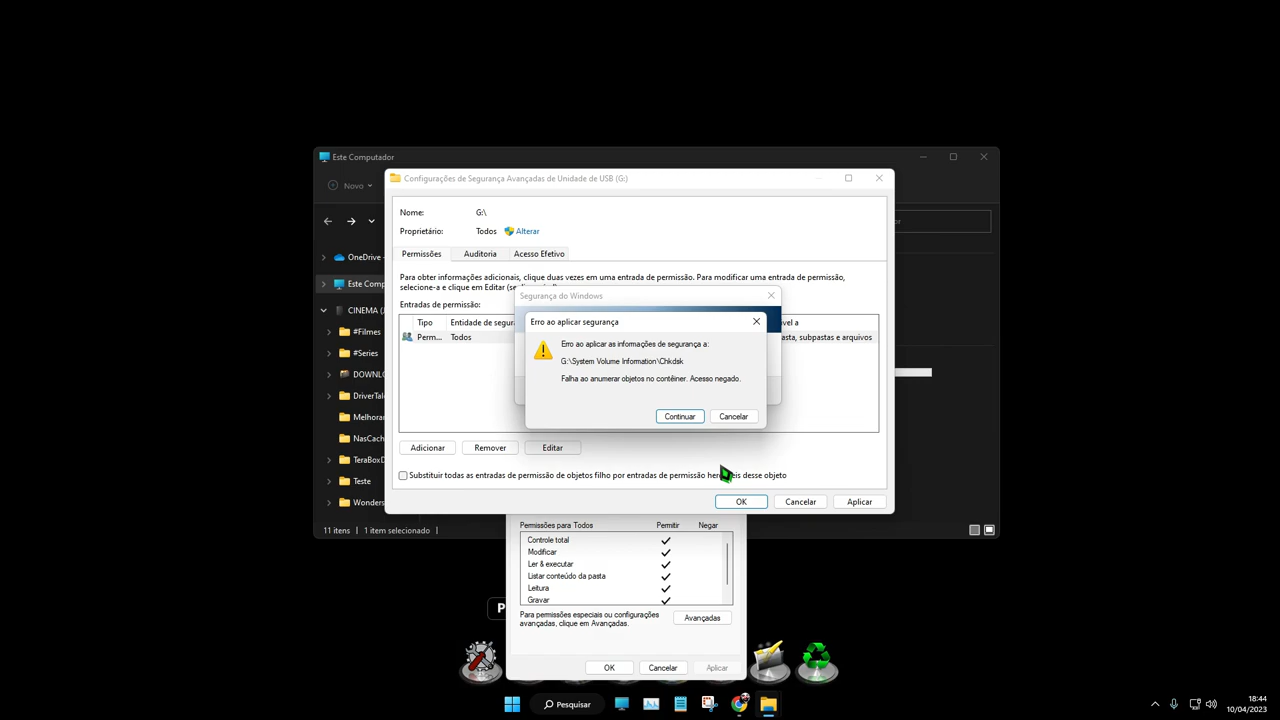 Este Computador
Configurações de Segurança Avançadas de Unidade de USB (G:)
Novo
Nome: G:\
Proprietário: Todos Alterar
Permissões Auditoria Acesso Efetivo
OneDrive -
Para obter informações adicionais, clique duas vezes em uma entrada de permissão. Para modificar uma entrada de permissão,
selecione-a e clique em Editar
Este Comp
Segurança do Windows
Entradas de permissão:
CINEMA
Tipo Entidade de segur
Erro ao aplicar segurança
Perm... Todos
#Filmes
asta, subpastas e arquivos
Erro ao aplicar as informações de segurança a:
#Series
G:\System Volume Information\Chkdsk
DOWNLO
Falha ao anumerar objetos no contêiner. Acesso negado.
DriverTale
Melhorar
Continuar Cancelar
NasCach
Adicionar Remover Editar
TeraBoxD
Teste
Substituir todas as entradas de permissão de objetos filho por entradas de permissão desse objeto
Wonders
OK Cancelar Aplicar
11 itens 1 item selecionado
Permissões para Todos Permitir Negar
Controle total
Modificar
Ler & executar
Listar conteúdo da pasta
Leitura
Gravar
P
Para permissões especiais ou configurações
avançadas, clique em Avançadas.
Avançadas
OK Cancelar Aplicar
Pesquisar
18:44
10/04/2023